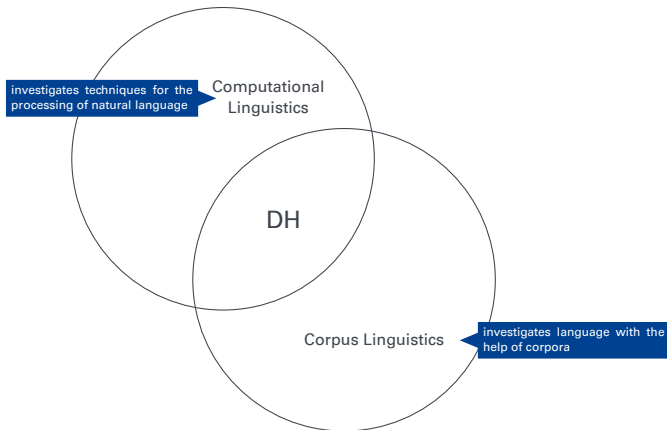 investigates techniques for the
processing of natural language
Computational
Linguistics
DH
Corpus Linguistics
investigates language with the
help of corpora